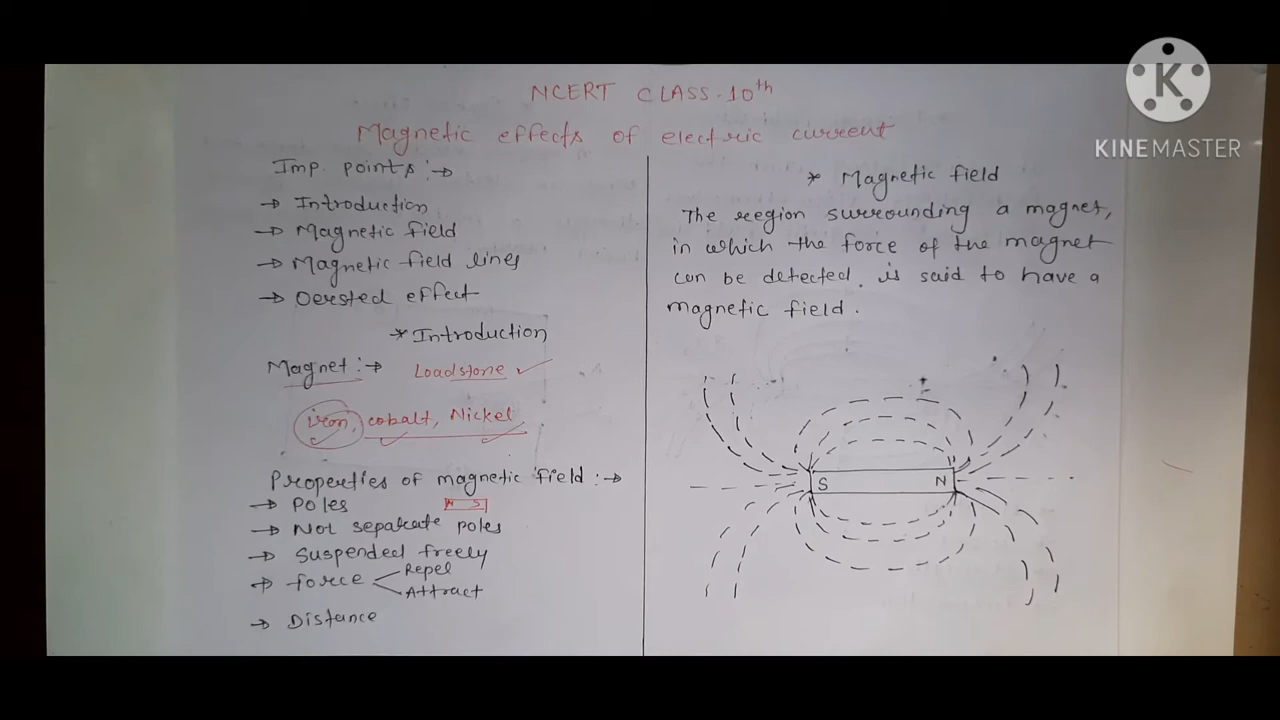 NCERT CLASS-10th
Magnetic effects of electric current
Imp. points :→
→ Introduction
→ Magnetic field
→ Magnetic field lines
→ Oersted effect
* Introduction
Magnet :→ Loadstone ✓
iron, cobalt, Nickel
Properties of magnetic field :→
→ Poles N S
→ Not separate poles
→ Suspended freely
→ force Repel
Attract
→ Distance
* Magnetic field
The region surrounding a magnet,
in which the force of the magnet
can be detected. is said to have a
magnetic field.
S N
K
KINEMASTER